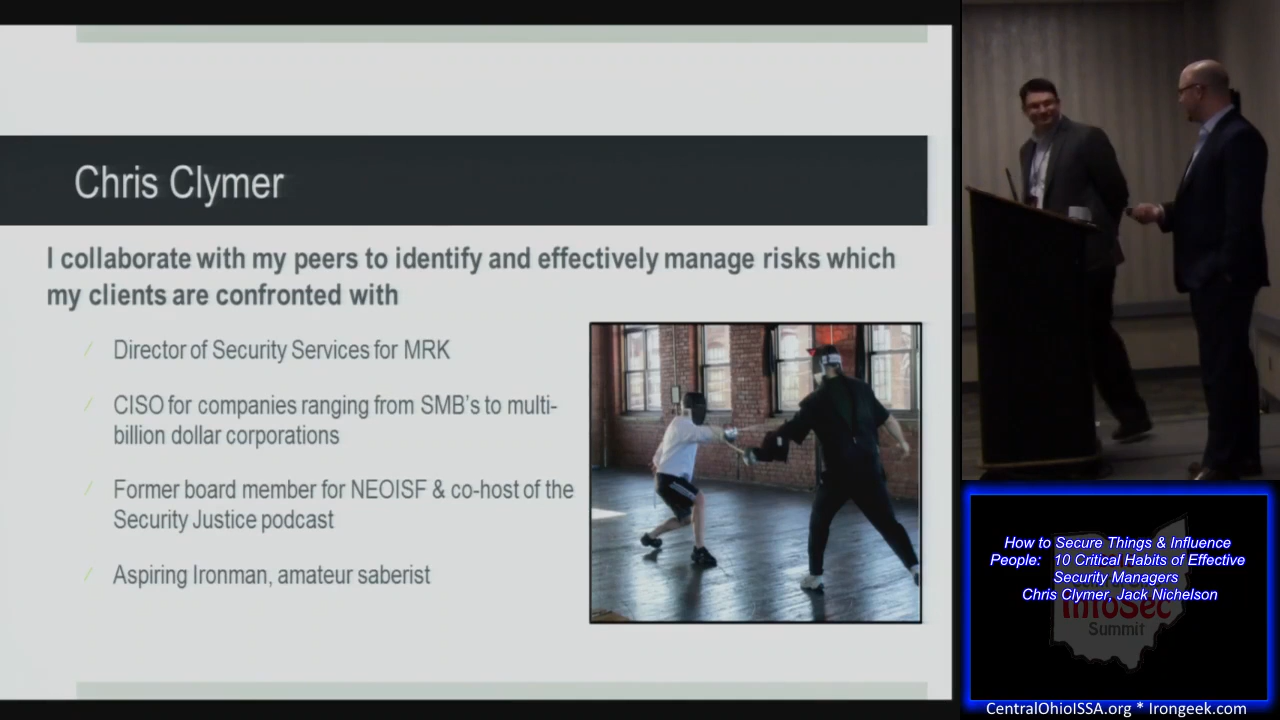 Chris Clymer
I collaborate with my peers to identify and effectively manage risks which
my clients are confronted with
Director of Security Services for MRK
CISO for companies ranging from SMB's to multi-
billion dollar corporations
Former board member for NEOISF & co-host of the
Security Justice podcast
Aspiring Ironman, amateur saberist
How to Secure Things & Influence
People: 10 Critical Habits of Effective
Security Managers
Chris Clymer, Jack Nichelson
InfoSec
Summit
CentralOhioISSA.org * Irongeek.com